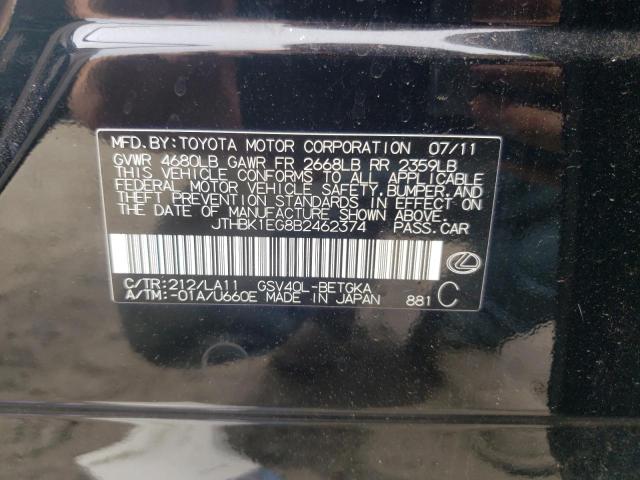 MFD.BY:TOYOTA MOTOR CORPORATION 07/11
GVWR 4680LB GAWR FR 2668LB RR 2359LB
THIS VEHICLE CONFORMS TO ALL APPLICABLE
FEDERAL MOTOR VEHICLE SAFETY,BUMPER,AND
THEFT PREVENTION STANDARDS IN EFFECT ON
THE DATE OF MANUFACTURE SHOWN ABOVE.
JTHBK1EG8B2462374 PASS.CAR
C/TR:212/LA11 GSV40L-BETGKA
A/TM:-01A/U660E MADE IN JAPAN 881 C